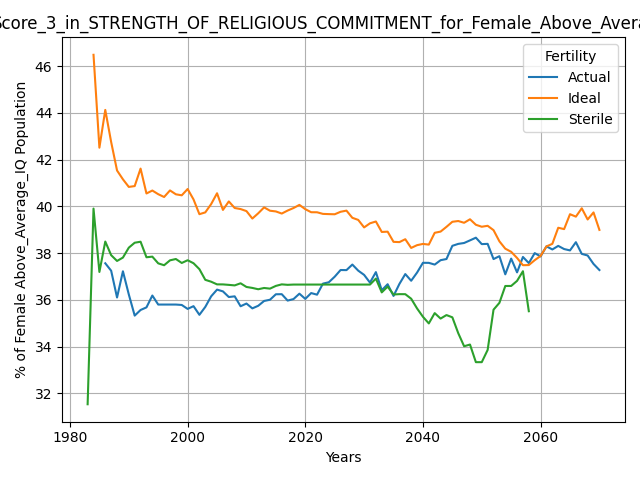 Score_3_in_STRENGTH_OF_RELIGIOUS_COMMITMENT_for_Female_Above_Avera
% of Female Above_Average_IQ Population
46
44
42
40
38
36
34
32
Fertility
Actual
Ideal
Sterile
1980
2000
2020
2040
2060
Years